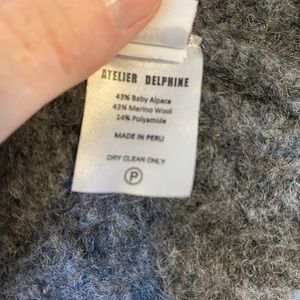 ATELIER DELPHINE
43% Baby Alpaca
43% Merino Wool
14% Polyamide
MADE IN PERU
DRY CLEAN ONLY
P